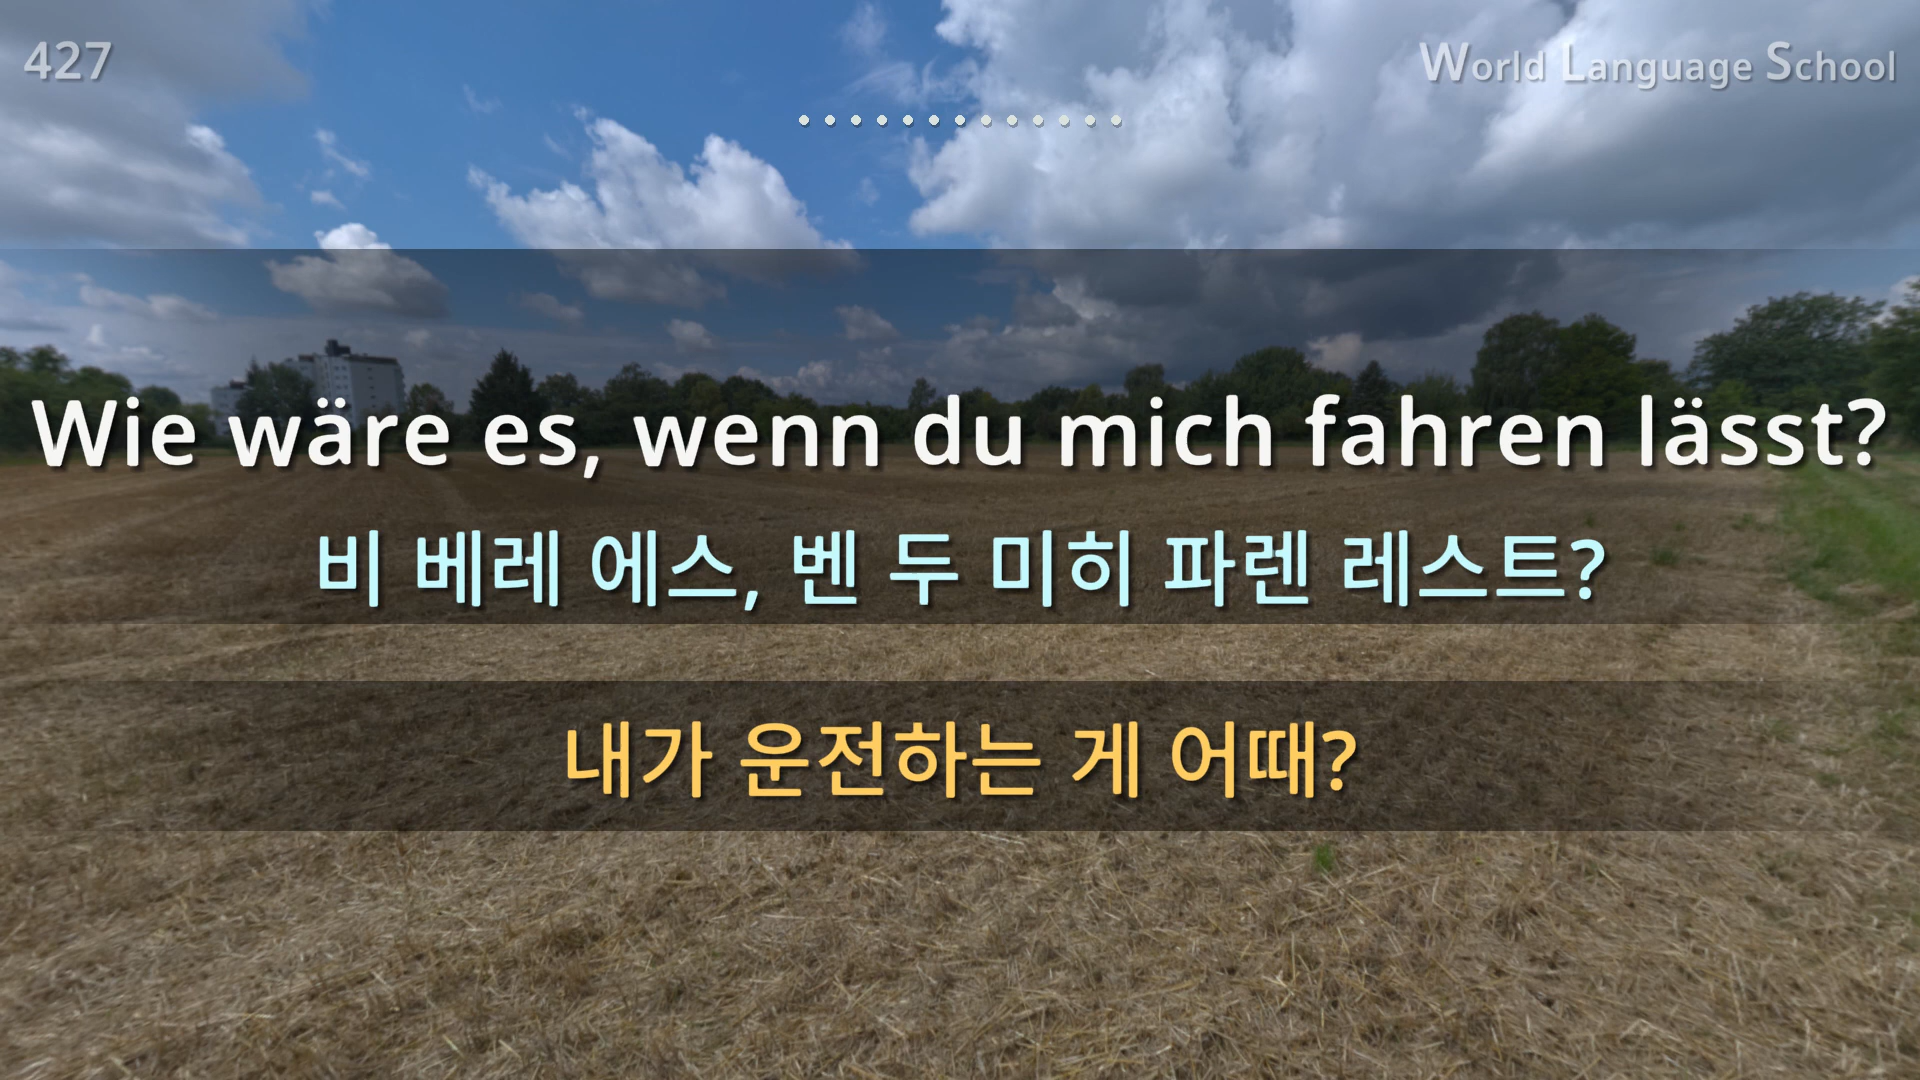 427
World Language School
Wie wäre es, wenn du mich fahren lässt?
비 베레 에스, 벤 두 미히 파렌 레스트?
내가 운전하는 게 어때?